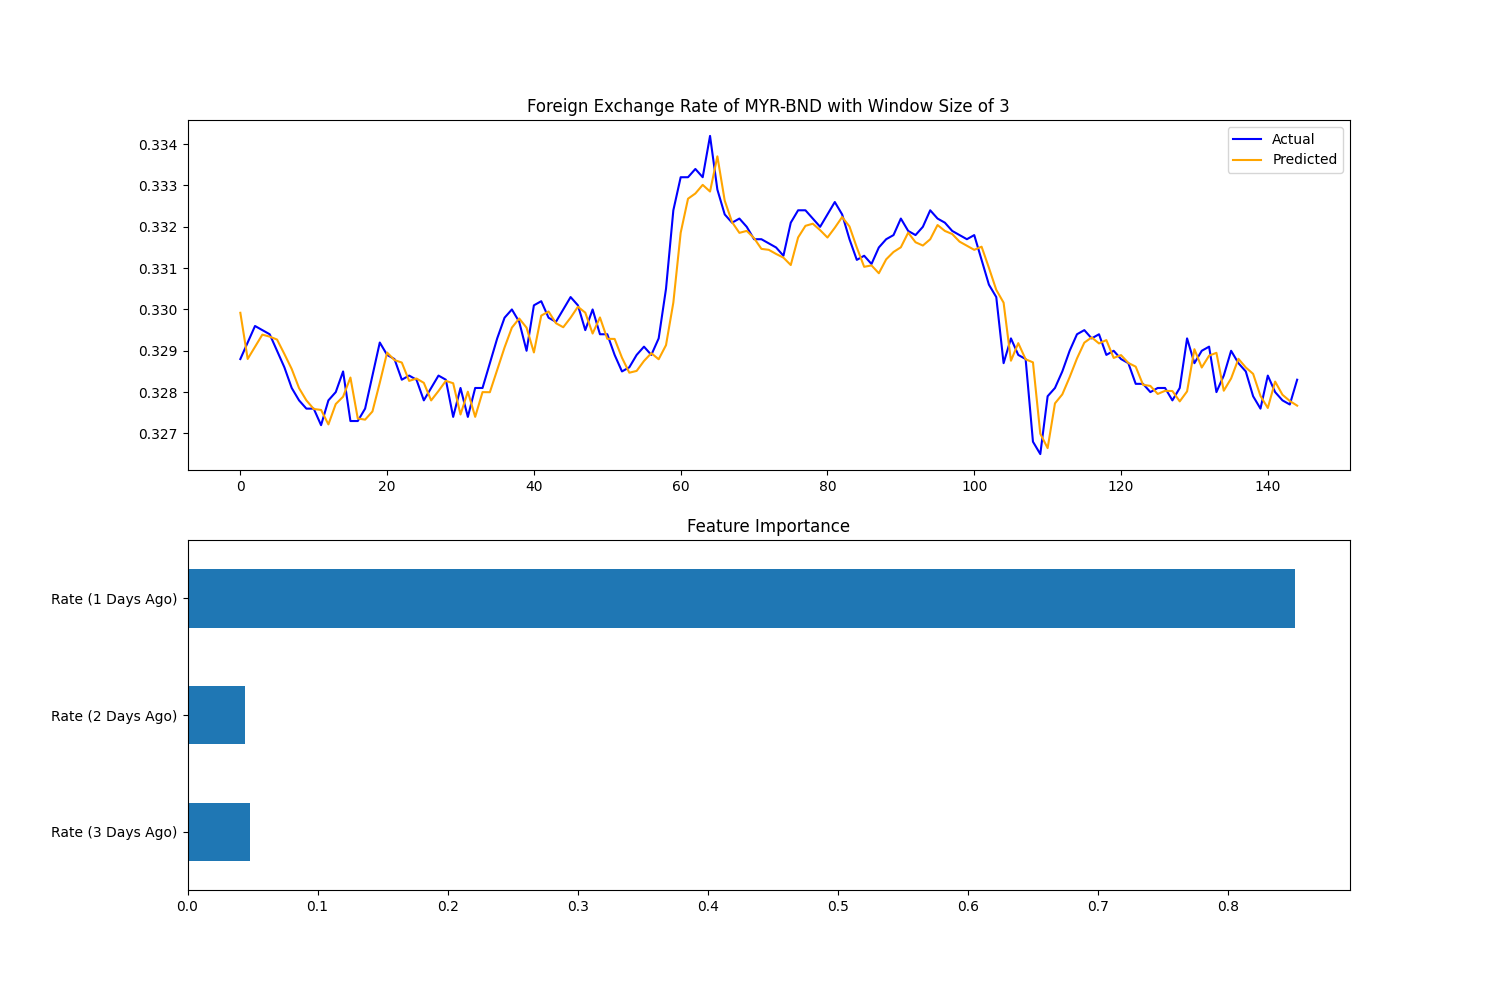 Foreign Exchange Rate of MYR-BND with Window Size of 3
Actual
Predicted
0.334
0.333
0.332
0.331
0.330
0.329
0.328
0.327
0 20 40 60 80 100 120 140
Feature Importance
Rate (1 Days Ago)
Rate (2 Days Ago)
Rate (3 Days Ago)
0.0 0.1 0.2 0.3 0.4 0.5 0.6 0.7 0.8